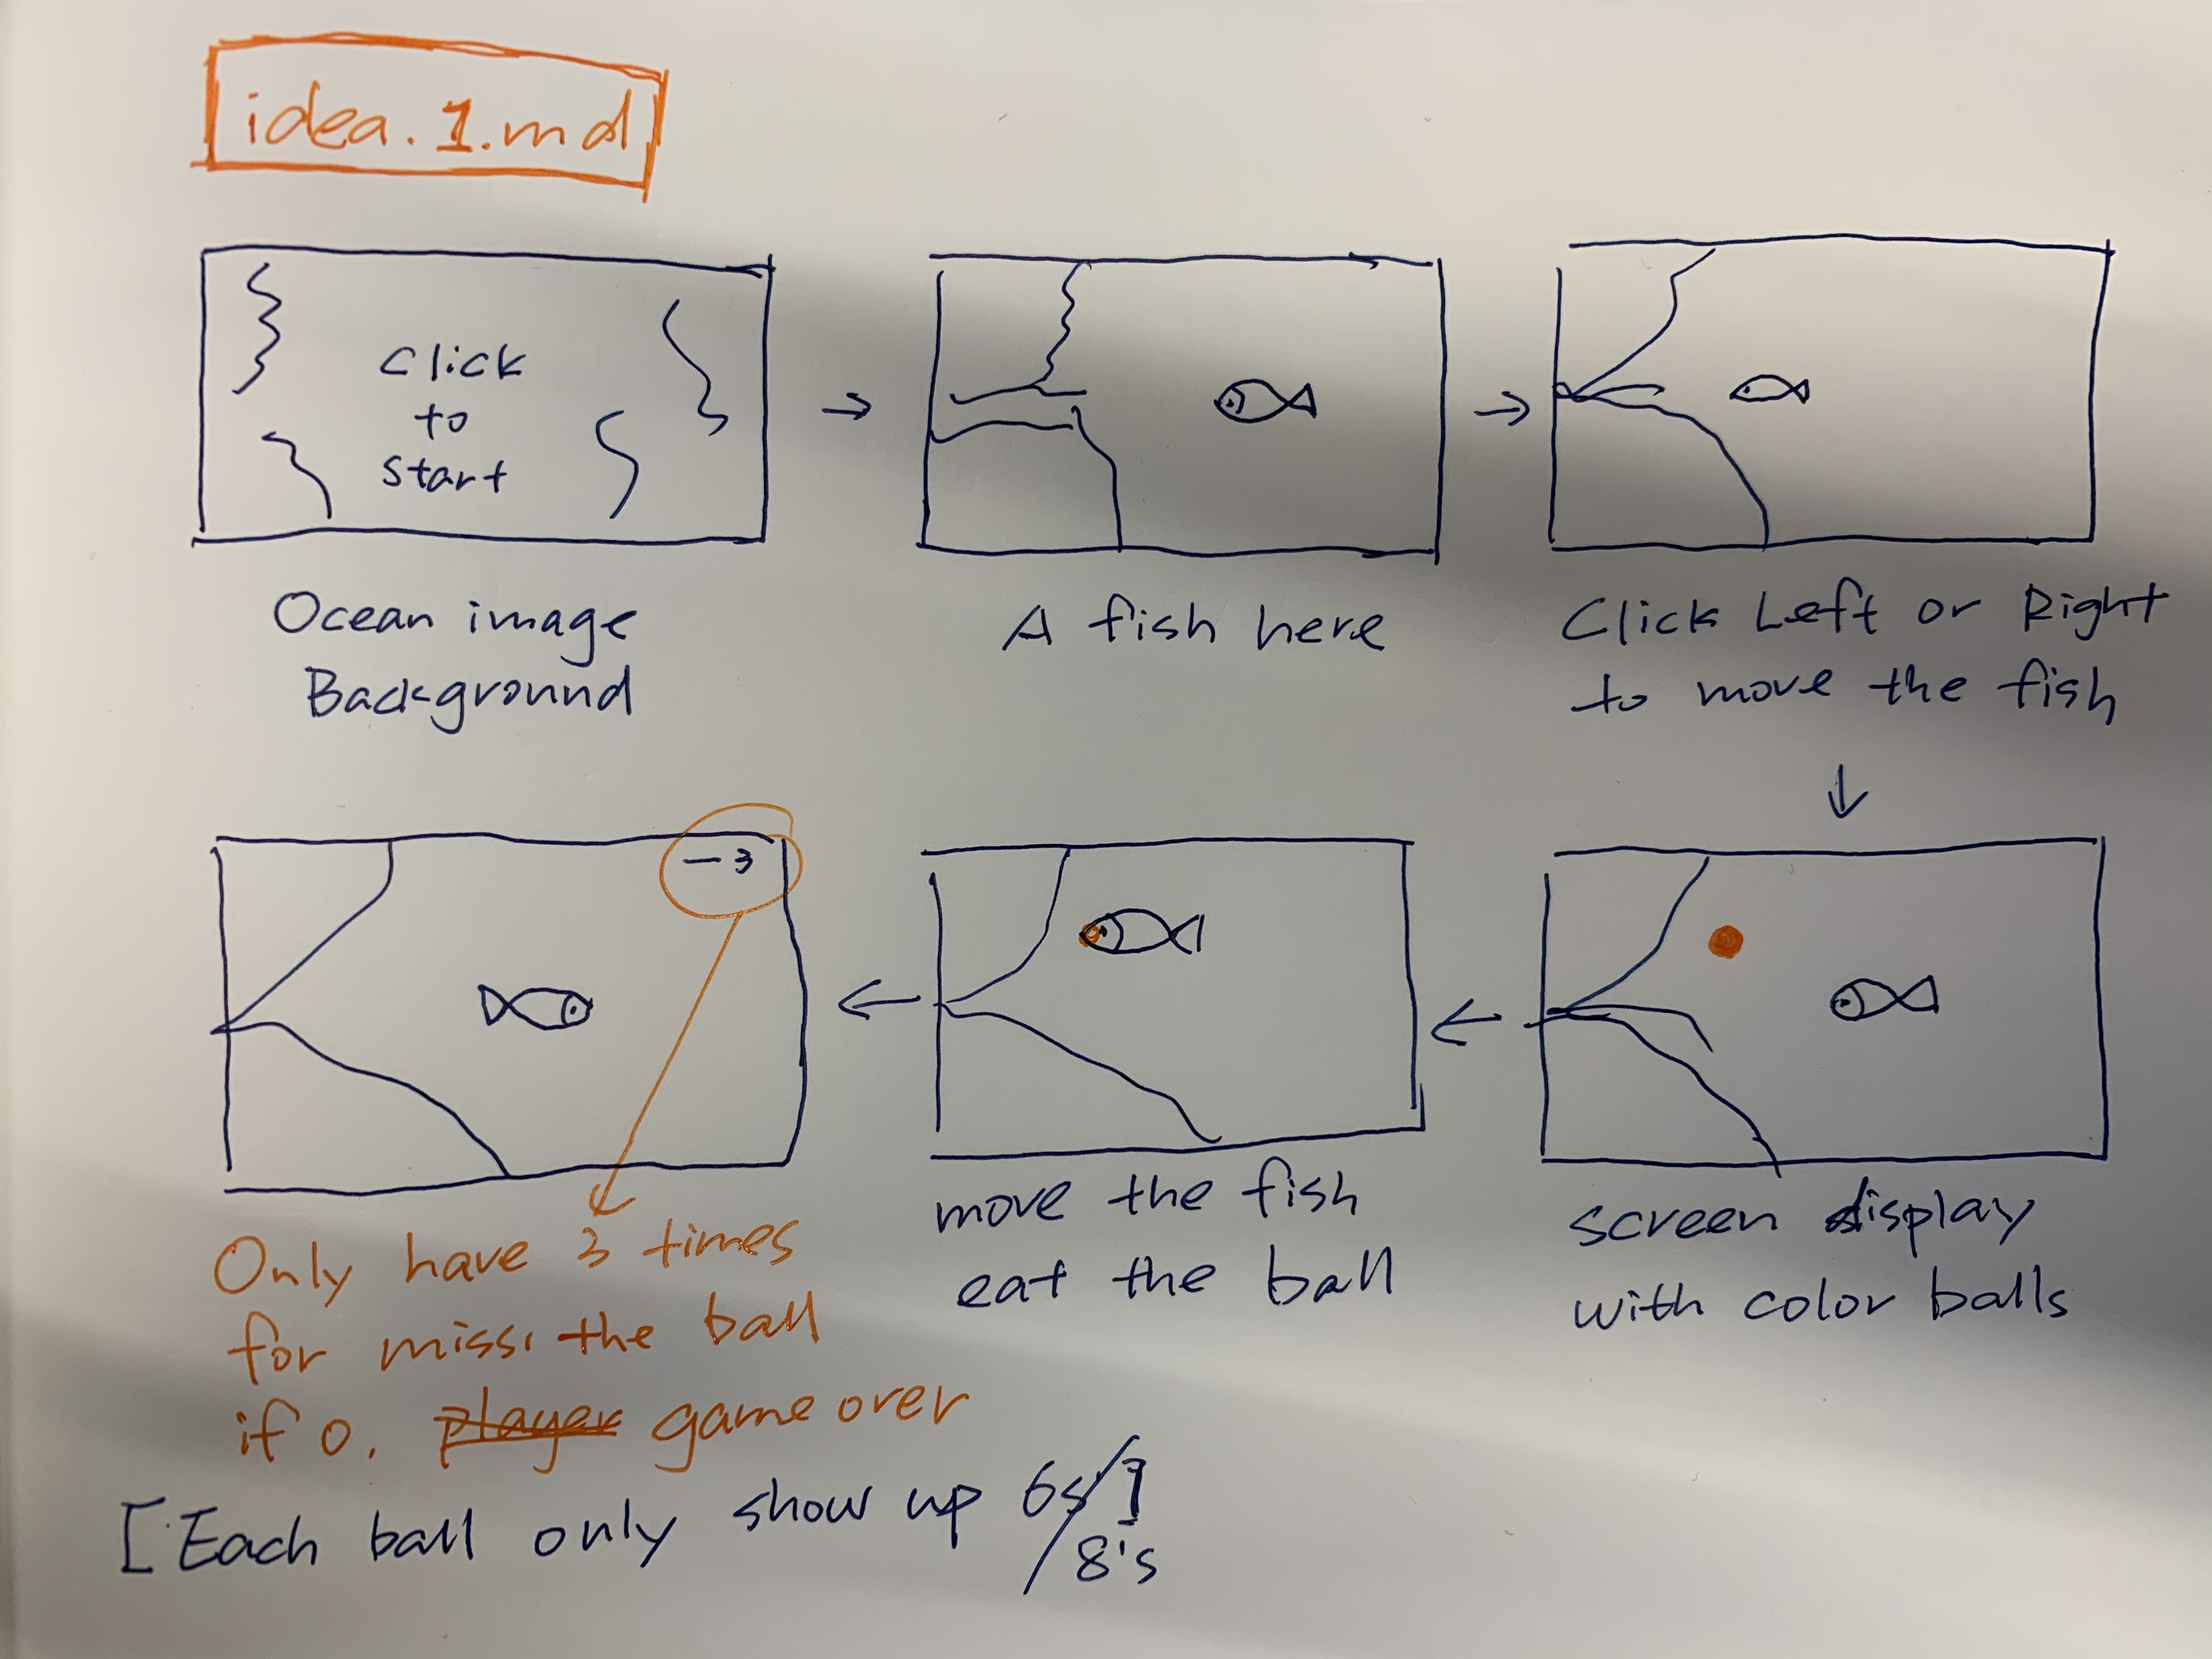 idea.1.md
Click
to
start
Ocean image
Background
A fish here
Click Left or Right
to move the fish
screen display
with color balls
move the fish
eat the ball
— 3
Only have 3 times
for miss. the ball
if 0. player game over
[Each ball only show up 6s/]
8's